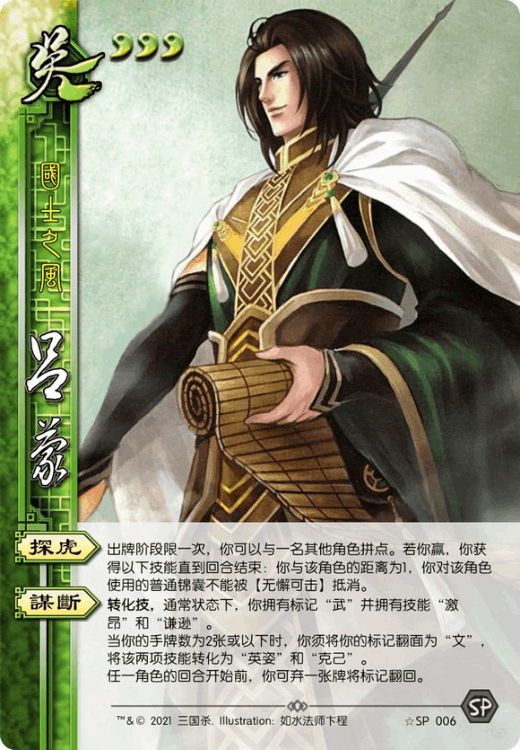 吴
國士之風
吕蒙
探虎
出牌阶段限一次，你可以与一名其他角色拼点。若你赢，你获
得以下技能直到回合结束：你与该角色的距离为1，你对该角色
使用的普通锦囊不能被【无懈可击】抵消。
謀斷
转化技，通常状态下，你拥有标记“武”并拥有技能“激
昂”和“谦逊”。
当你的手牌数为2张或以下时，你须将你的标记翻面为“文”，
将该两项技能转化为“英姿”和“克己”。
任一角色的回合开始前，你可弃一张牌将标记翻回。
™&© 2021 三国杀. Illustration: 如水法师卞程
☆SP 006
SP